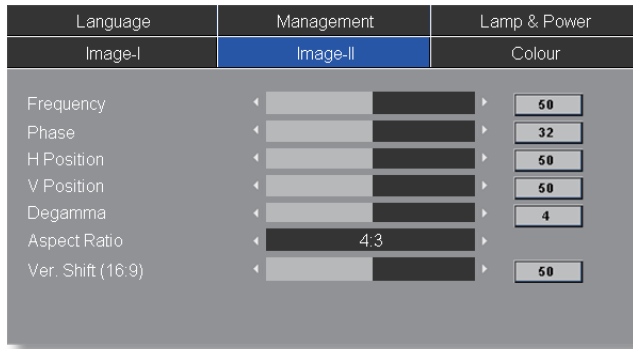 Language Management Lamp & Power
Image-I Image-II Colour
Frequency 50
Phase 32
H Position 50
V Position 50
Degamma 4
Aspect Ratio 4:3
Ver. Shift (16:9) 50